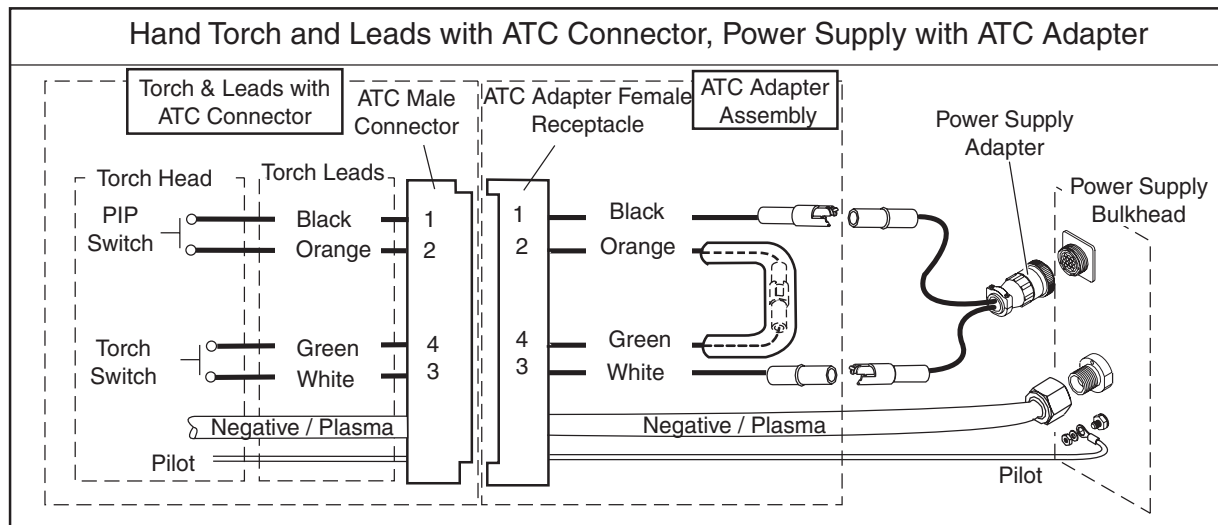 Hand Torch and Leads with ATC Connector, Power Supply with ATC Adapter
Torch & Leads with
ATC Connector
ATC Male
Connector
ATC Adapter Female
Receptacle
ATC Adapter
Assembly
Power Supply
Adapter
Power Supply
Bulkhead
Torch Head
Torch Leads
PIP
Switch
Black
1
1
Black
Orange
2
2
Orange
Torch
Switch
Green
4
4
Green
White
3
3
White
Negative / Plasma
Negative / Plasma
Pilot
Pilot